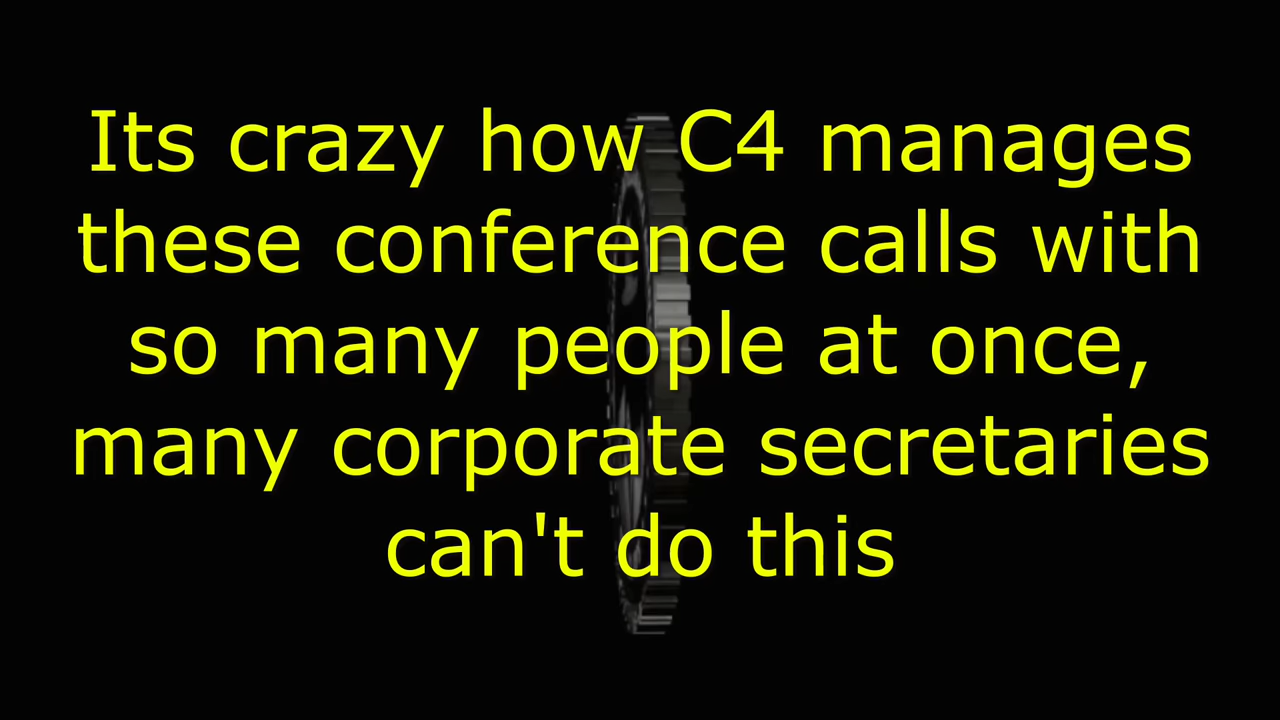 Its crazy how C4 manages
these conference calls with
so many people at once,
many corporate secretaries
can't do this